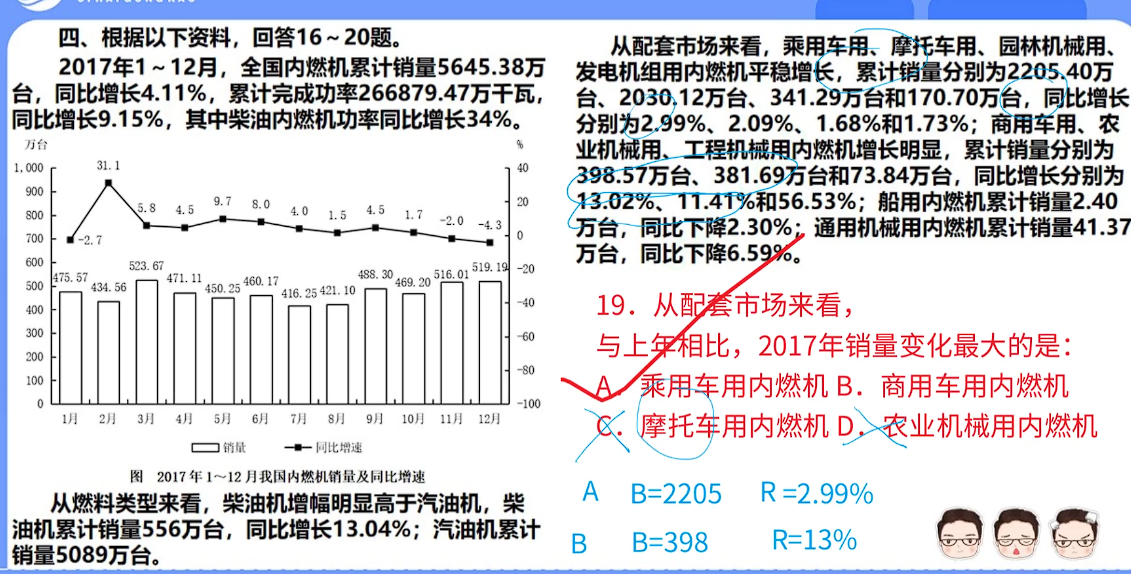 四、根据以下资料，回答16～20题。
2017年1～12月，全国内燃机累计销量5645.38万
台，同比增长4.11%，累计完成功率266879.47万千瓦，
同比增长9.15%，其中柴油内燃机功率同比增长34%。
万台
%
1,000
900
800
700
600
500
400
300
200
100
0
40
20
0
-20
-40
-60
-80
-100
-2.7
31.1
5.8
4.5
9.7
8.0
4.0
1.5
4.5
1.7
-2.0
-4.3
475.57
434.56
523.67
471.11
450.25
460.17
416.25
421.10
488.30
469.20
516.01
519.19
1月 2月 3月 4月 5月 6月 7月 8月 9月 10月 11月 12月
销量 同比增速
图 2017年1～12月我国内燃机销量及同比增速
从燃料类型来看，柴油机增幅明显高于汽油机，柴
油机累计销量556万台，同比增长13.04%；汽油机累计
销量5089万台。
从配套市场来看，乘用车用、摩托车用、园林机械用、
发电机组用内燃机平稳增长，累计销量分别为2205.40万
台、2030.12万台、341.29万台和170.70万台，同比增长
分别为2.99%、2.09%、1.68%和1.73%；商用车用、农
业机械用、工程机械用内燃机增长明显，累计销量分别为
398.57万台、381.69万台和73.84万台，同比增长分别为
13.02%、11.41%和56.53%；船用内燃机累计销量2.40
万台，同比下降2.30%；通用机械用内燃机累计销量41.37
万台，同比下降6.59%。
19．从配套市场来看，
与上年相比，2017年销量变化最大的是：
A．乘用车用内燃机 B．商用车用内燃机
C．摩托车用内燃机 D．农业机械用内燃机
A B=2205 R =2.99%
B B=398 R=13%